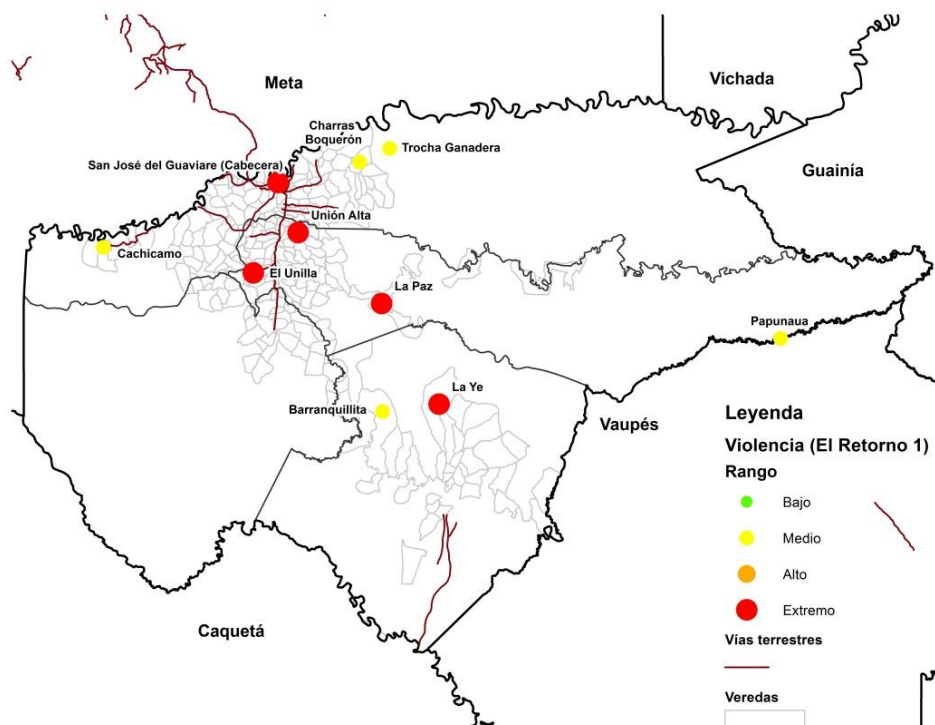 Meta
Vichada
Charras
Boquerón
Trocha Ganadera
San José del Guaviare (Cabecera)
Guainía
Unión Alta
Cachicamo
El Unilla
La Paz
Papunaua
La Ye
Barranquillita
Vaupés
Caquetá
Leyenda
Violencia (El Retorno 1)
Rango
Bajo
Medio
Alto
Extremo
Vías terrestres
Veredas